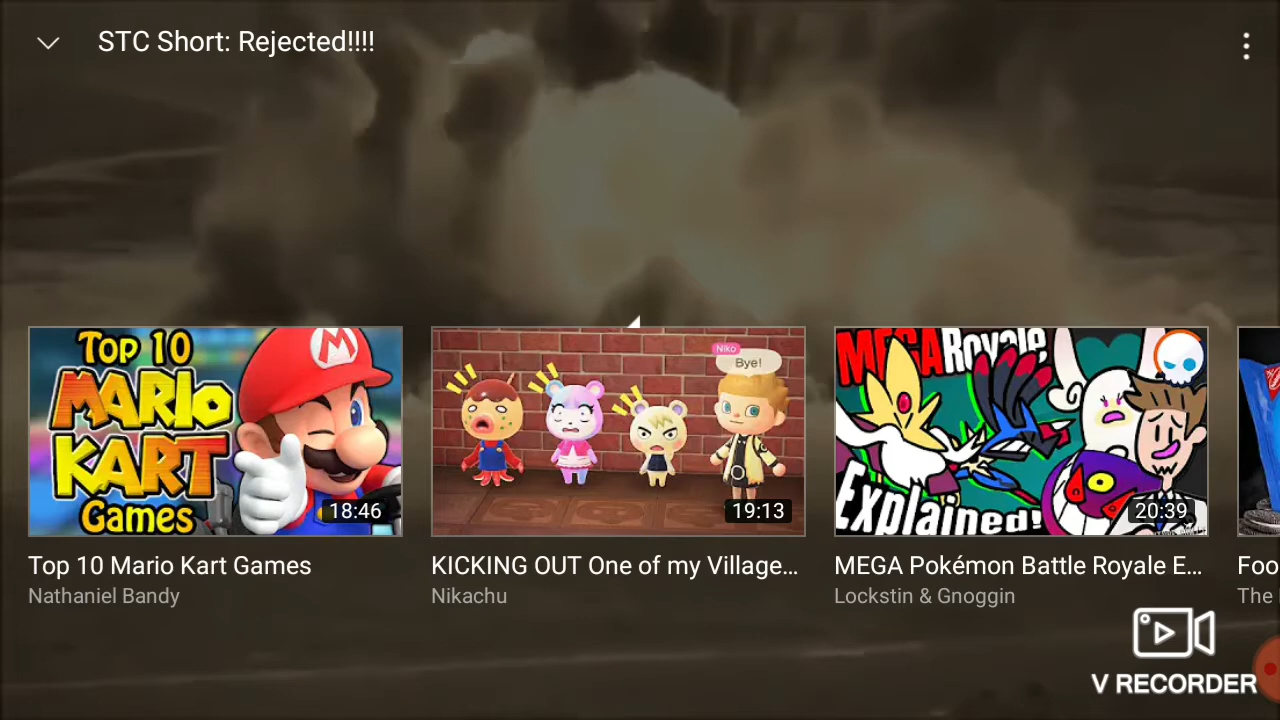 STC Short: Rejected!!!!
TOP 10
MARIO
KART
Games
18:46
Niko
Bye!
19:13
MEGA Royale
Explained!
20:39
Top 10 Mario Kart Games
KICKING OUT One of my Village...
MEGA Pokémon Battle Royale E...
Foo
Nathaniel Bandy
Nikachu
Lockstin & Gnoggin
The
V RECORDER